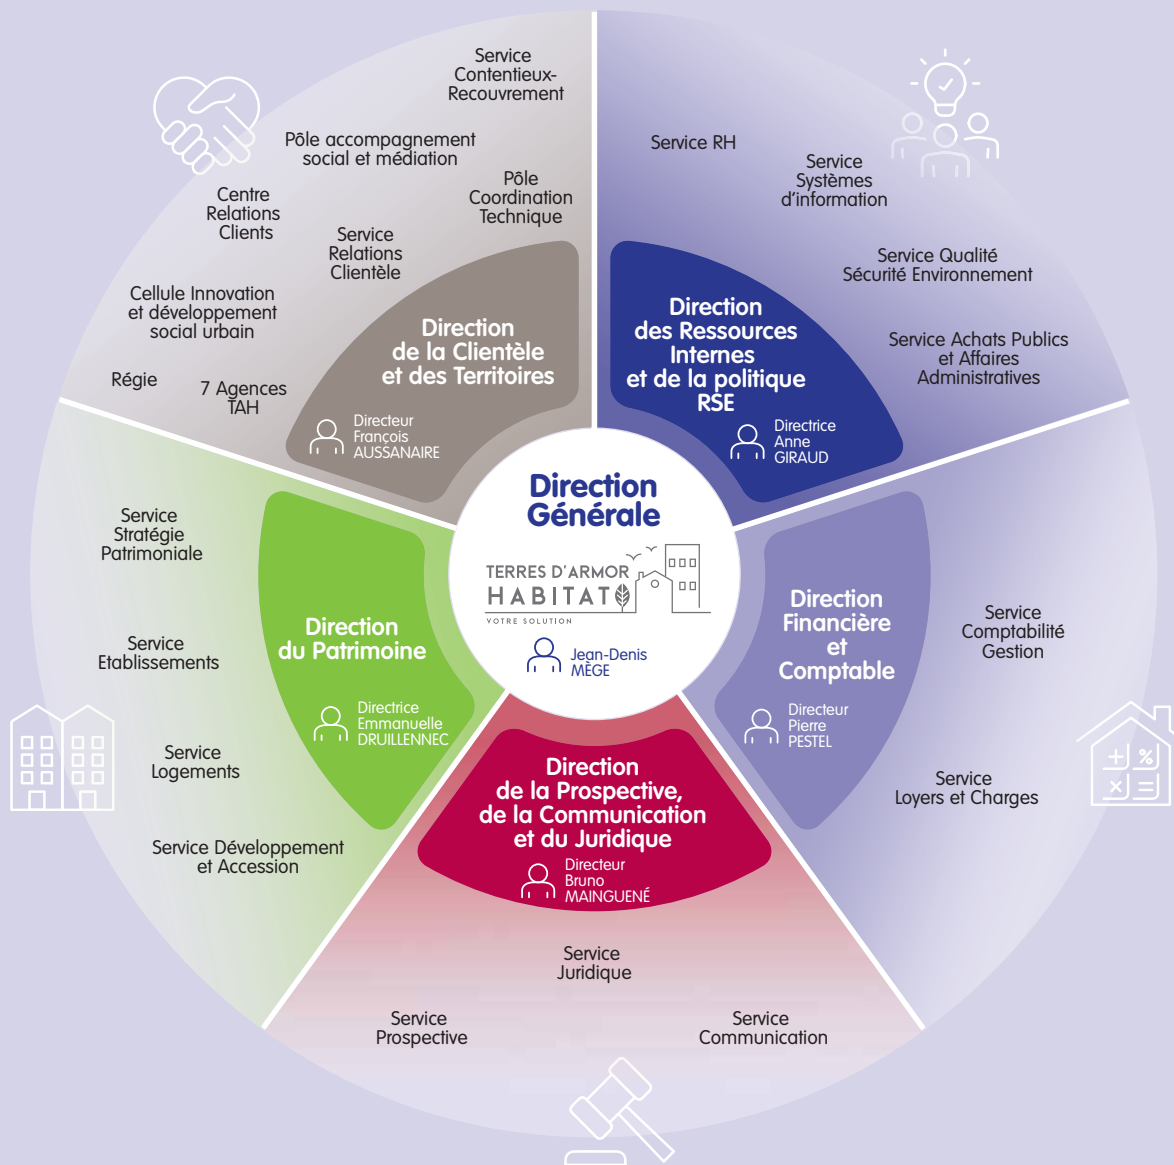 Service
Contentieux-
Recouvrement
Pôle accompagnement
social et médiation
Pôle
Coordination
Technique
Centre
Relations
Clients
Service
Relations
Clientèle
Cellule Innovation
et développement
social urbain
Régie
7 Agences
TAH
Direction
de la Clientèle
et des Territoires
Directeur
François
AUSSANAIRE
Service RH
Service
Systèmes
d'information
Service Qualité
Sécurité Environnement
Service Achats Publics
et Affaires
Administratives
Direction
des Ressources
Internes
et de la politique
RSE
Directrice
Anne
GIRAUD
Direction
Générale
TERRES D'ARMOR
HABITAT
VOTRE SOLUTION
Jean-Denis
MÈGE
Service
Stratégie
Patrimoniale
Service
Etablissements
Service
Logements
Service Développement
et Accession
Direction
du Patrimoine
Directrice
Emmanuelle
DRUILLENNEC
Direction
Financière
et
Comptable
Directeur
Pierre
PESTEL
Service
Comptabilité
Gestion
Service
Loyers et Charges
Direction
de la Prospective,
de la Communication
et du Juridique
Directeur
Bruno
MAINGUENÉ
Service
Juridique
Service
Prospective
Service
Communication